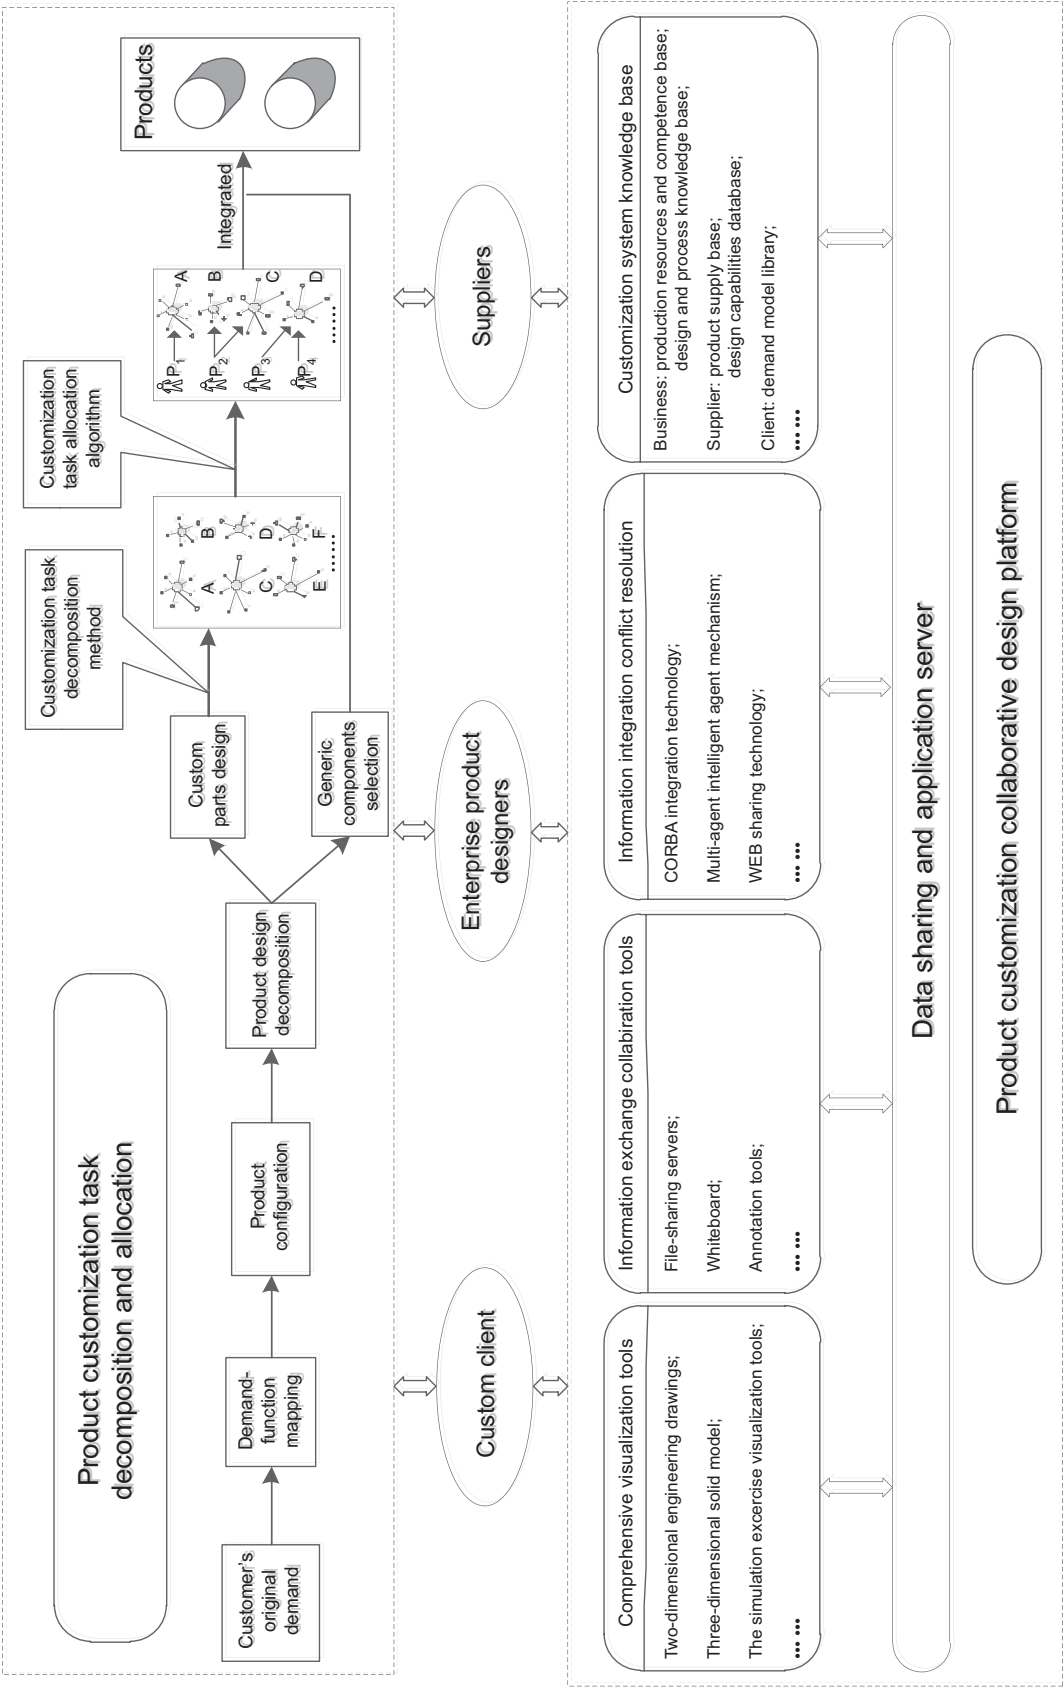 Product customization task
decomposition and allocation
Customer's
original
demand
Demand-
function
mapping
Product
configuration
Product design
decomposition
Custom
parts design
Generic
components
selection
Customization task
decomposition
method
Customization
task allocation
algorithm
A
B
C
D
E
F
......
P1
P2
P3
P4
A
B
C
D
......
Integrated
Products
Custom client
Enterprise product
designers
Suppliers
Comprehensive visualization tools
Two-dimensional engineering drawings;
Three-dimensional solid model;
The simulation excercise visualization tools;
... ...
Information exchange collabiration tools
File-sharing servers;
Whiteboard;
Annotation tools;
... ...
Information integration conflict resolution
CORBA integration technology;
Multi-agent intelligent agent mechanism;
WEB sharing technology;
... ...
Customization system knowledge base
Business: production resources and competence base;
design and process knowledge base;
Supplier: product supply base;
design capabilities database;
Client: demand model library;
... ...
Data sharing and application server
Product customization collaborative design platform